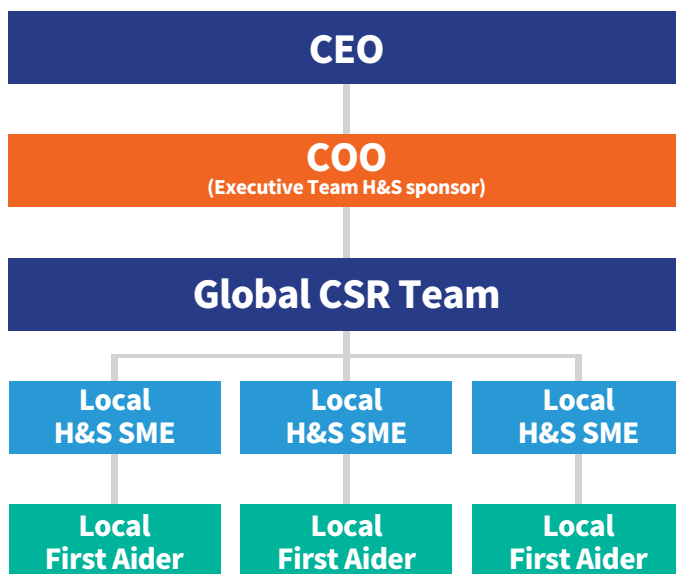 CEO
COO
(Executive Team H&S sponsor)
Global CSR Team
Local
H&S SME
Local
H&S SME
Local
H&S SME
Local
First Aider
Local
First Aider
Local
First Aider